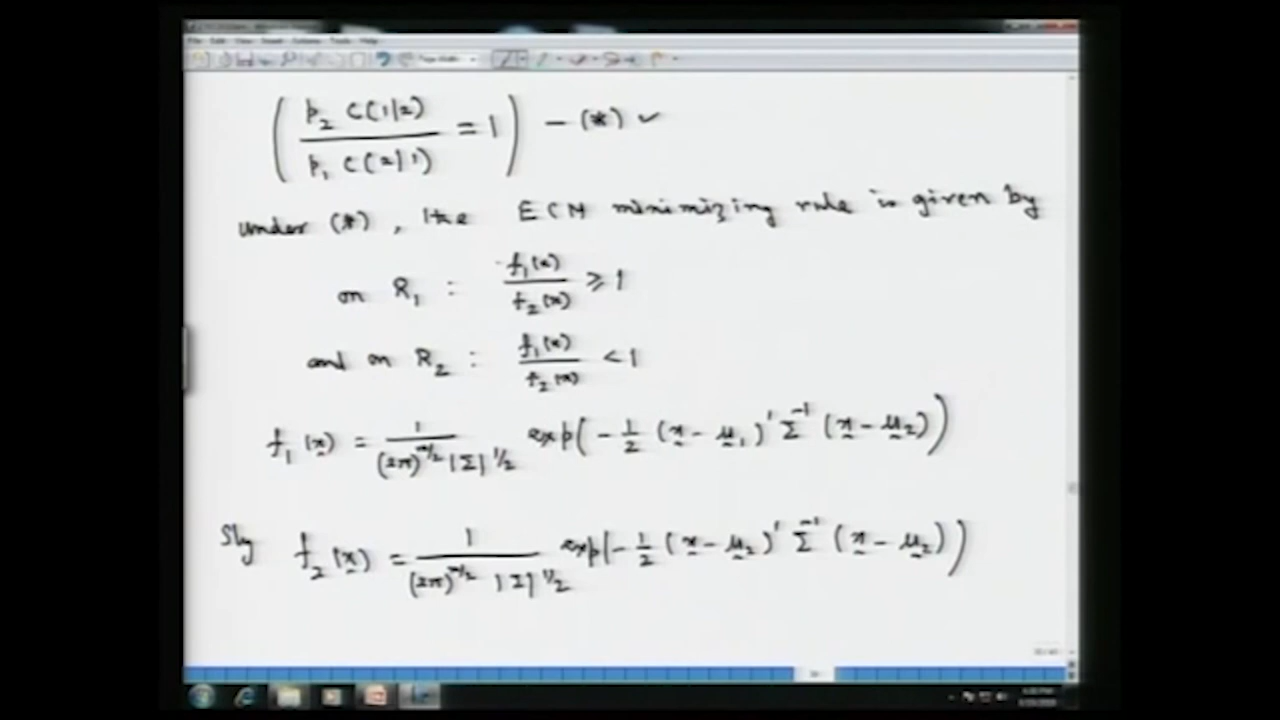 ( p₂ C(1|2) / p₁ C(2|1) = 1 ) — (*) ✓
under (*), the ECM minimizing rule is given by
on R₁ : f₁(x) / f₂(x) ≥ 1
and on R₂ : f₁(x) / f₂(x) < 1
f₁(x) = 1 / ((2π)^{m/2} |Σ|^{1/2}) exp(-1/2 (x - μ₁)' Σ⁻¹ (x - μ₂))
Sly f₂(x) = 1 / ((2π)^{m/2} |Σ|^{1/2}) exp(-1/2 (x - μ₂)' Σ⁻¹ (x - μ₂))